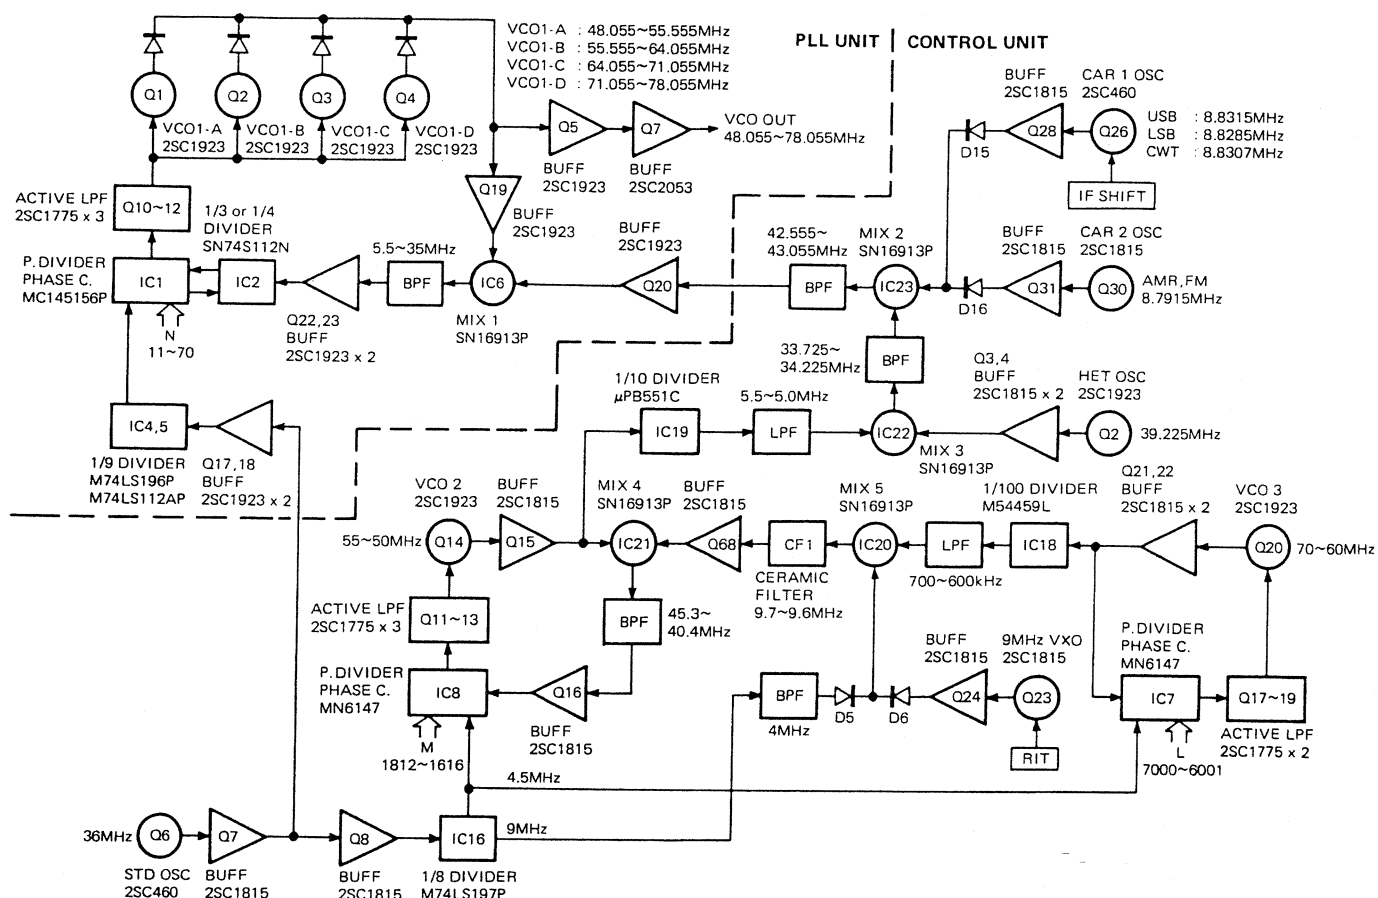 VCO1-A : 48.055~55.555MHz
VCO1-B : 55.555~64.055MHz
VCO1-C : 64.055~71.055MHz
VCO1-D : 71.055~78.055MHz
PLL UNIT
CONTROL UNIT
Q1
Q2
Q3
Q4
VCO1-A
2SC1923
VCO1-B
2SC1923
VCO1-C
2SC1923
VCO1-D
2SC1923
Q5
Q7
VCO OUT
48.055~78.055MHz
BUFF
2SC1923
BUFF
2SC2053
BUFF
2SC1815
CAR 1 OSC
2SC460
Q28
Q26
D15
USB : 8.8315MHz
LSB : 8.8285MHz
CWT : 8.8307MHz
IF SHIFT
ACTIVE LPF
2SC1775 x 3
Q10~12
1/3 or 1/4
DIVIDER
SN74S112N
Q19
BUFF
2SC1923
BUFF
2SC1923
42.555~
43.055MHz
MIX 2
SN16913P
BUFF
2SC1815
CAR 2 OSC
2SC1815
P.DIVIDER
PHASE C.
MC145156P
IC1
IC2
5.5~35MHz
BPF
IC6
Q20
BPF
IC23
D16
Q31
Q30
AMR,FM
8.7915MHz
N
11~70
Q22,23
BUFF
2SC1923 x 2
MIX 1
SN16913P
33.725~
34.225MHz
BPF
Q3,4
BUFF
2SC1815 x 2
HET OSC
2SC1923
1/10 DIVIDER
μPB551C
5.5~5.0MHz
IC4,5
IC19
LPF
IC22
Q2
39.225MHz
MIX 3
SN16913P
1/9 DIVIDER
M74LS196P
M74LS112AP
Q17,18
BUFF
2SC1923 x 2
VCO 2
2SC1923
BUFF
2SC1815
MIX 4
SN16913P
BUFF
2SC1815
MIX 5
SN16913P
1/100 DIVIDER
M54459L
Q21,22
BUFF
2SC1815 x 2
VCO 3
2SC1923
55~50MHz
Q14
Q15
IC21
Q68
CF1
IC20
LPF
IC18
Q20
70~60MHz
CERAMIC
FILTER
9.7~9.6MHz
700~600kHz
ACTIVE LPF
2SC1775 x 3
Q11~13
BPF
45.3~
40.4MHz
BUFF
2SC1815
9MHz VXO
2SC1815
P.DIVIDER
PHASE C.
MN6147
P.DIVIDER
PHASE C.
MN6147
IC8
Q16
BPF
D5
D6
Q24
Q23
IC7
Q17~19
M
1812~1616
BUFF
2SC1815
4MHz
RIT
L
7000~6001
ACTIVE LPF
2SC1775 x 2
4.5MHz
36MHz
Q6
Q7
Q8
IC16
9MHz
STD OSC
2SC460
BUFF
2SC1815
BUFF
2SC1815
1/8 DIVIDER
M74LS197P